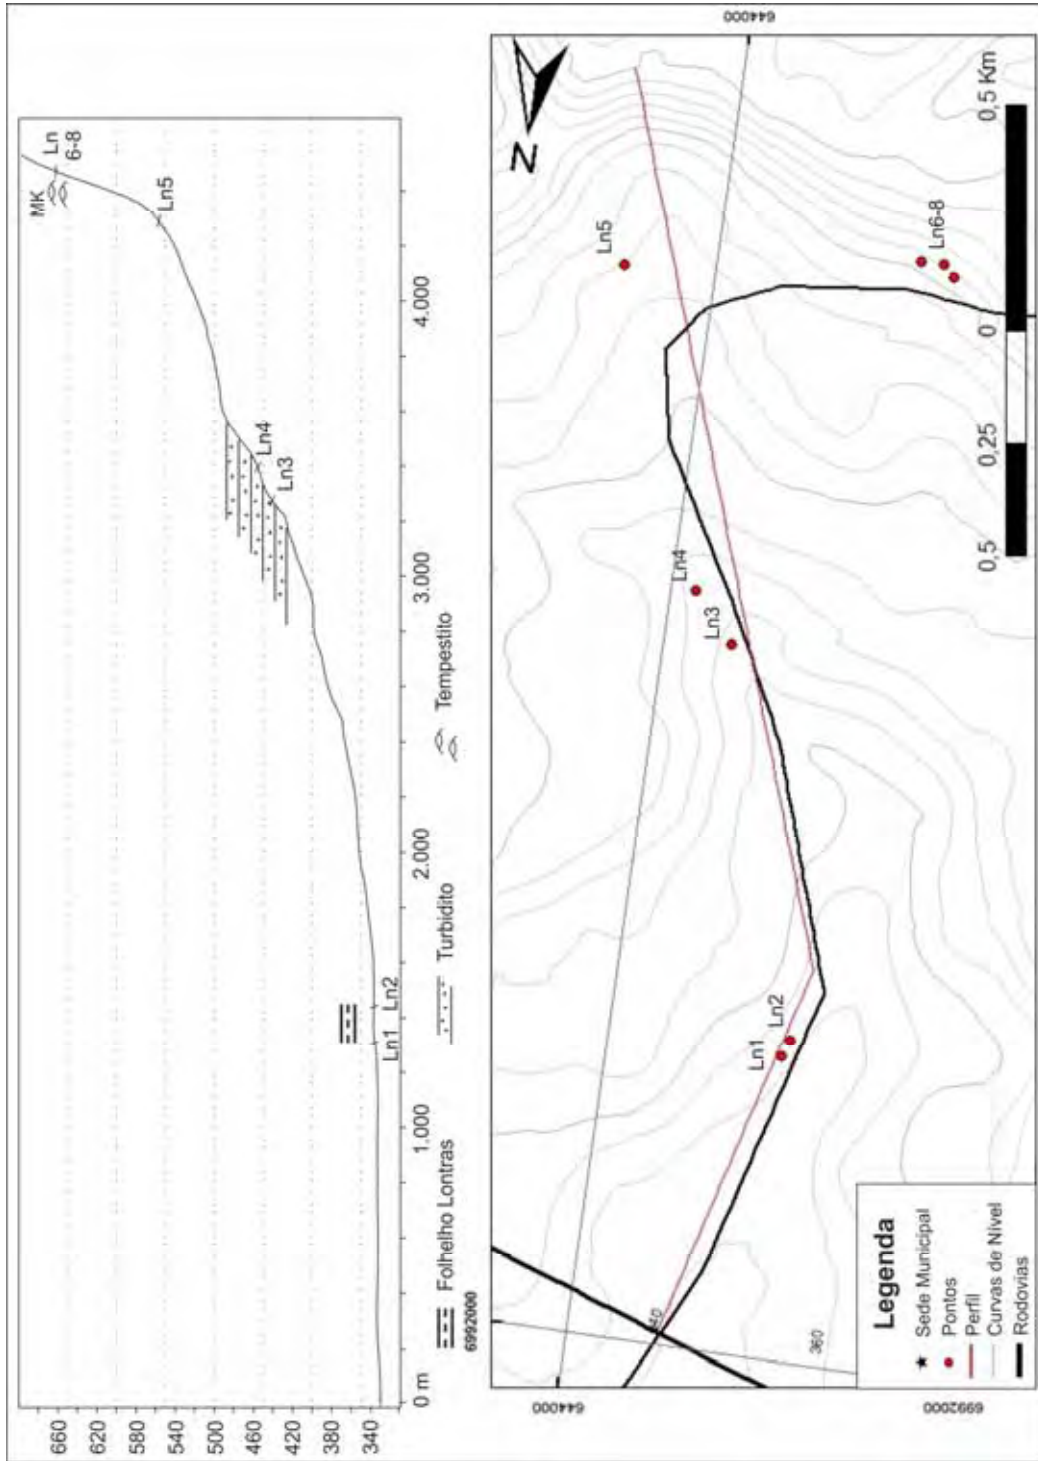 660
620
580
540
500
460
420
380
340
MK
Ln
6-8
Ln5
Ln4
Ln3
Ln1
Ln2
0 m
1.000
2.000
3.000
4.000
Folhelho Lontras
Turbidito
Tempestito
6992000
644000
N
Ln5
Ln6-8
Ln4
Ln3
Ln2
Ln1
360
0,5
0,25
0
0,5 Km
Legenda
Sede Municipal
Pontos
Perfil
Curvas de Nível
Rodovias
644000
6992000